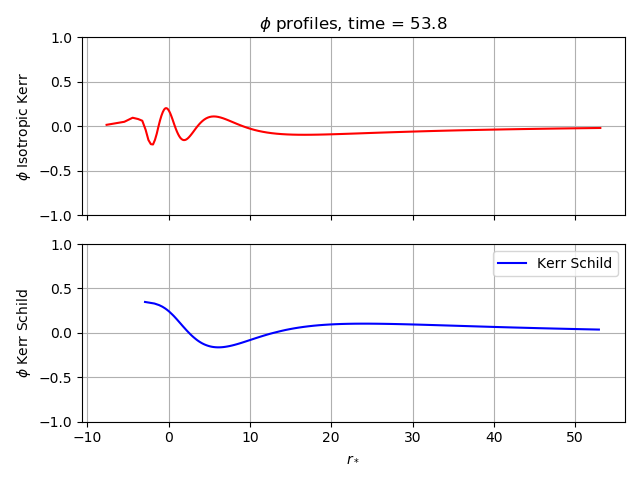 ϕ profiles, time = 53.8
ϕ Isotropic Kerr
1.0
0.5
0.0
−0.5
−1.0
ϕ Kerr Schild
1.0
0.5
0.0
−0.5
−1.0
Kerr Schild
−10 0 10 20 30 40 50
r*